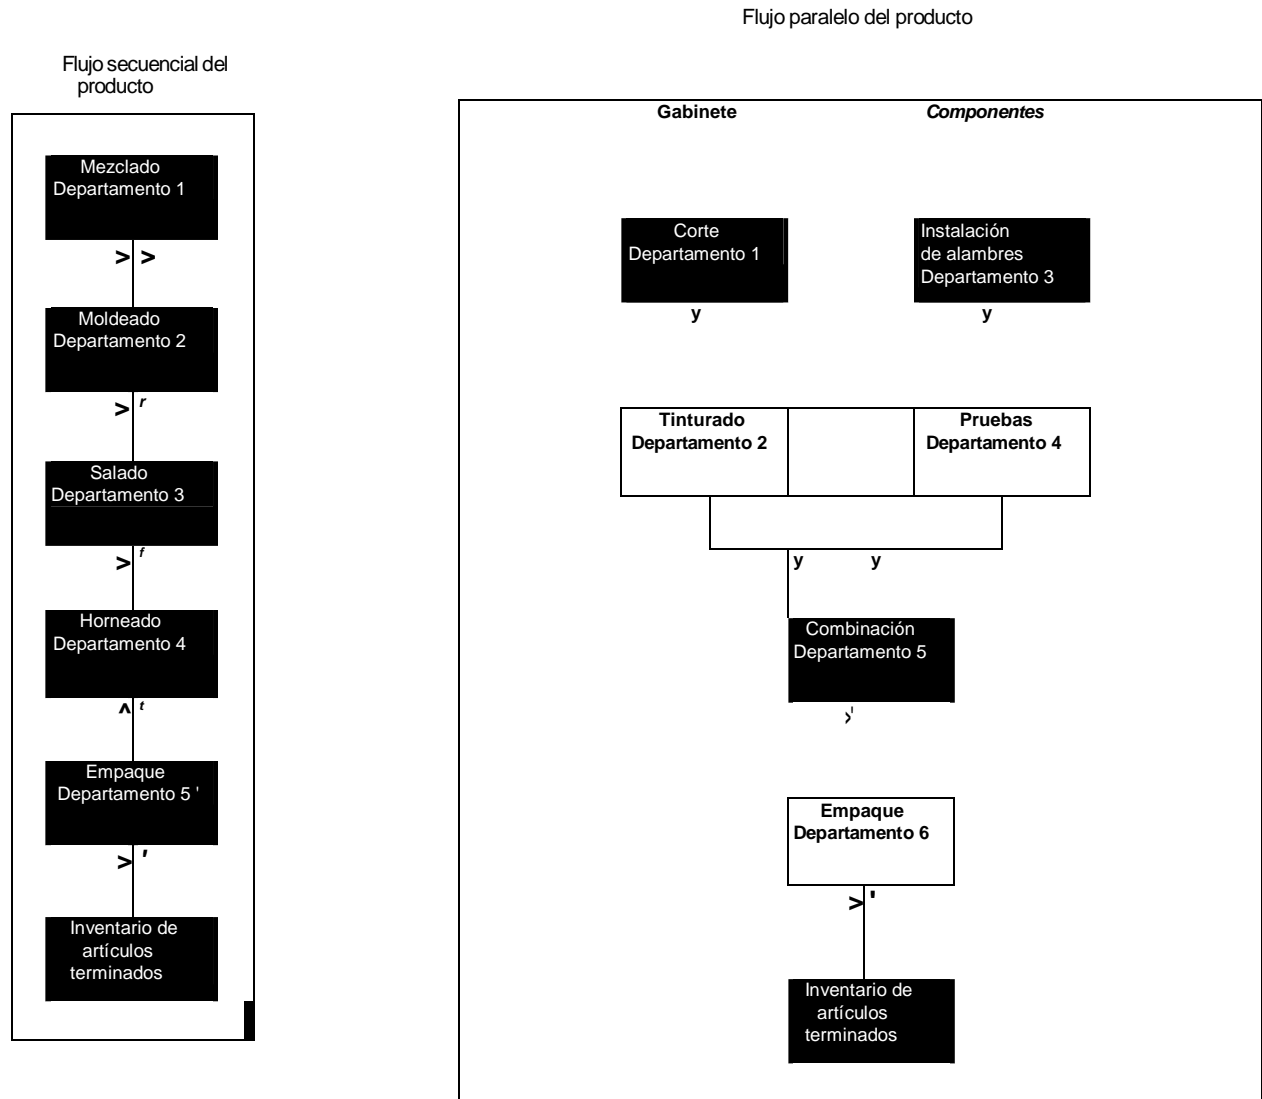 Flujo paralelo del producto
Flujo secuencial del
producto
Mezclado
Departamento 1
> >
Moldeado
Departamento 2
> r
Salado
Departamento 3
> f
Horneado
Departamento 4
^ t
Empaque
Departamento 5 '
> '
Inventario de
artículos
terminados
Gabinete
Componentes
Corte
Departamento 1
y
Instalación
de alambres
Departamento 3
y
Tinturado
Departamento 2
Pruebas
Departamento 4
y y
Combinación
Departamento 5
>'
Empaque
Departamento 6
>'
Inventario de
artículos
terminados